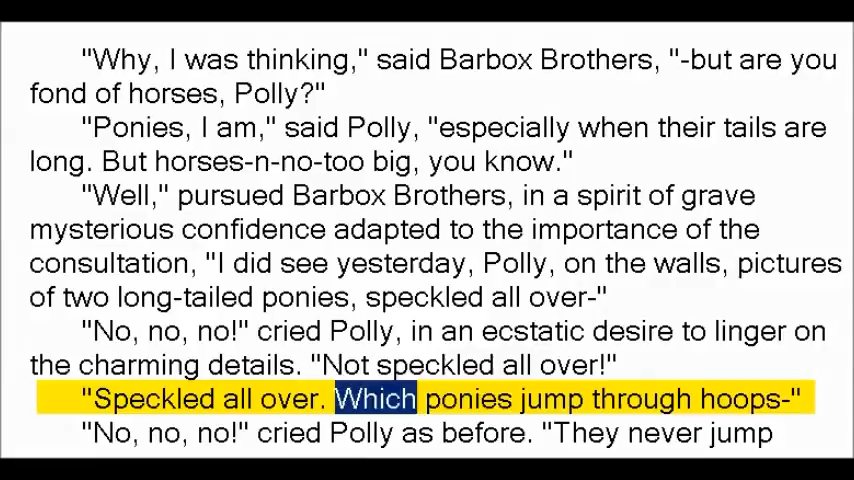 "Why, I was thinking," said Barbox Brothers, "-but are you
fond of horses, Polly?"
"Ponies, I am," said Polly, "especially when their tails are
long. But horses-n-no-too big, you know."
"Well," pursued Barbox Brothers, in a spirit of grave
mysterious confidence adapted to the importance of the
consultation, "I did see yesterday, Polly, on the walls, pictures
of two long-tailed ponies, speckled all over-"
"No, no, no!" cried Polly, in an ecstatic desire to linger on
the charming details. "Not speckled all over!"
"Speckled all over. Which ponies jump through hoops-"
"No, no, no!" cried Polly as before. "They never jump